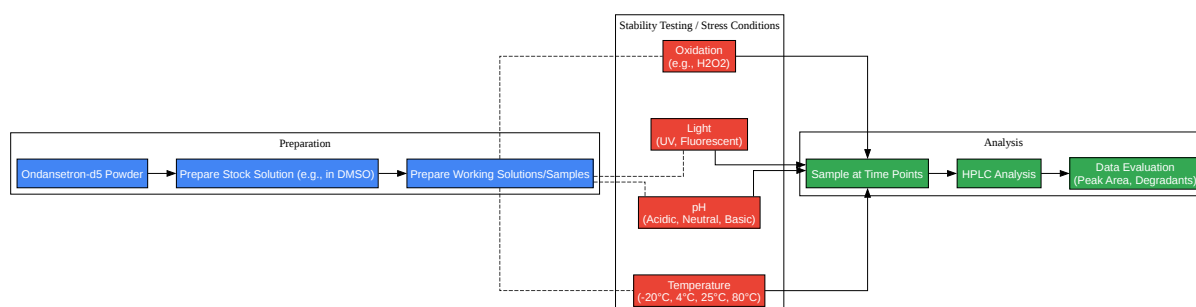 Preparation
Ondansetron-d5 Powder
Prepare Stock Solution (e.g., in DMSO)
Prepare Working Solutions/Samples
Stability Testing / Stress Conditions
Oxidation
(e.g., H2O2)
Light
(UV, Fluorescent)
pH
(Acidic, Neutral, Basic)
Temperature
(-20°C, 4°C, 25°C, 80°C)
Analysis
Sample at Time Points
HPLC Analysis
Data Evaluation
(Peak Area, Degradants)